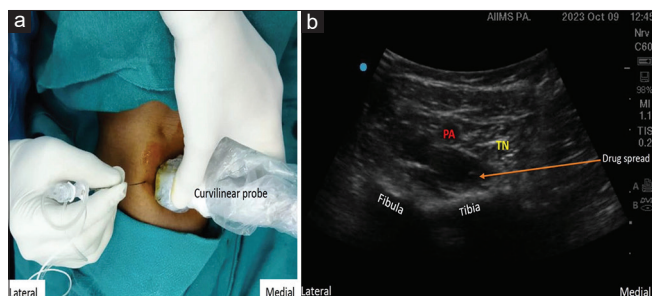 a
Curvilinear probe
Lateral
Medial
b
AIIMS PA.
2023 Oct 09
12:45
Nrv
C60
98%
MI
1.1
TIS
0.2
PA
TN
Drug spread
A
B
Fibula
Tibia
Lateral
Medial